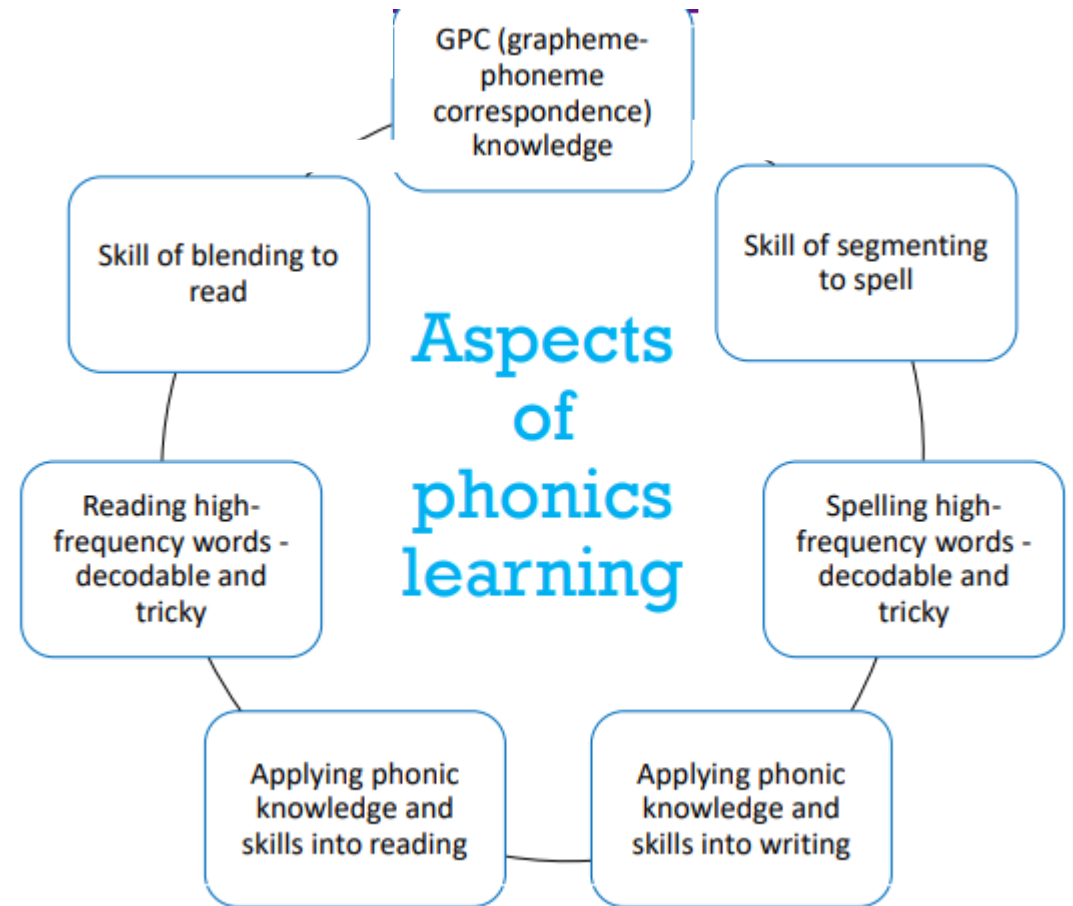 GPC (grapheme-
phoneme
correspondence)
knowledge
Skill of blending to
read
Skill of segmenting
to spell
Aspects
of
phonics
learning
Reading high-
frequency words -
decodable and
tricky
Spelling high-
frequency words -
decodable and
tricky
Applying phonic
knowledge and
skills into reading
Applying phonic
knowledge and
skills into writing